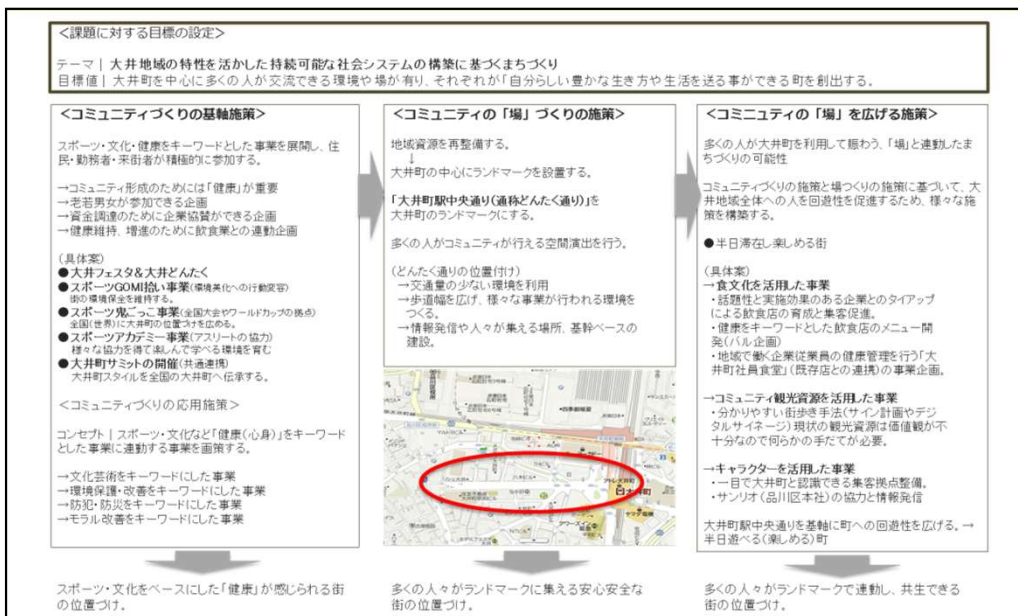 <課題に対する目標の設定>
テーマ | 大井地域の特性を活かした持続可能な社会システムの構築に基づくまちづくり
目標値 | 大井町を中心に多くの人が交流できる環境や場が有り、それぞれが「自分らしい豊かな生き方や生活を送る事ができる町を創出する。
<コミュニティづくりの基軸施策>
スポーツ・文化・健康をキーワードとした事業を展開し、住
民・勤務者・来街者が積極的に参加する。
→コミュニティ形成のためには「健康」が重要
→老若男女が参加できる企画
→資金調達のために企業協賛ができる企画
→健康維持、増進のために飲食業との連動企画
(具体案)
●大井フェスタ&大井どんたく
●スポーツGOMI拾い事業(環境美化への行動変容)
街の環境保全を維持する。
●スポーツ鬼ごっこ事業(全国大会やワールドカップの拠点)
全国(世界)に大井町の位置づけを広める。
●スポーツアカデミー事業(アスリートの協力)
様々な協力を得て楽しんで学べる環境を育む
●大井町サミットの開催(共通連携)
大井町スタイルを全国の大井町へ伝承する。
<コミュニティづくりの応用施策>
コンセプト | スポーツ・文化など「健康(心身)」をキーワード
とした事業に連動する事業を画策する。
→文化芸術をキーワードにした事業
→環境保護・改善をキーワードにした事業
→防犯・防災をキーワードにした事業
→モラル改善をキーワードにした事業
スポーツ・文化をベースにした「健康」が感じられる街
の位置づけ。
<コミュニティの「場」づくりの施策>
地域資源を再整備する。
↓
大井町の中心にランドマークを設置する。
「大井町駅中央通り(通称どんたく通り)」を
大井町のランドマークにする。
多くの人がコミュニティが行える空間演出を行う。
(どんたく通りの位置付け)
→交通量の少ない環境を利用
→歩道幅を広げ、様々な事業が行われる環境を
つくる。
→情報発信や人々が集える場所、基幹ベースの
建設。
四季劇場夏
アトレ大井町
大井町
ヤマダ電機
アワーズイン
阪急
多くの人々がランドマークに集える安心安全な
街の位置づけ。
<コミニュティの「場」を広げる施策>
多くの人が大井町を利用して賑わう、「場」と連動したま
ちづくりの可能性
コミュニティづくりの施策と場つくりの施策に基づいて、大
井地域全体への人を回遊性を促進するため、様々な施
策を構築する。
●半日滞在し楽しめる街
(具体案)
→食文化を活用した事業
・話題性と実施効果のある企業とのタイアップ
による飲食店の育成と集客促進。
・健康をキーワードとした飲食店のメニュー開
発(バル企画)
・地域で働く企業従業員の健康管理を行う「大
井町社員食堂」(既存店との連携)の事業企画。
→コミュニティ観光資源を活用した事業
・分かりやすい街歩き手法(サイン計画やデジ
タルサイネージ)現状の観光資源は価値観が不
十分なので何らかの手だてが必要。
→キャラクターを活用した事業
・一目で大井町と認識できる集客拠点整備。
・サンリオ(品川区本社)の協力と情報発信
大井町駅中央通りを基軸に町への回遊性を広げる。→
半日遊べる(楽しめる)町
多くの人々がランドマークで連動し、共生できる
街の位置づけ。